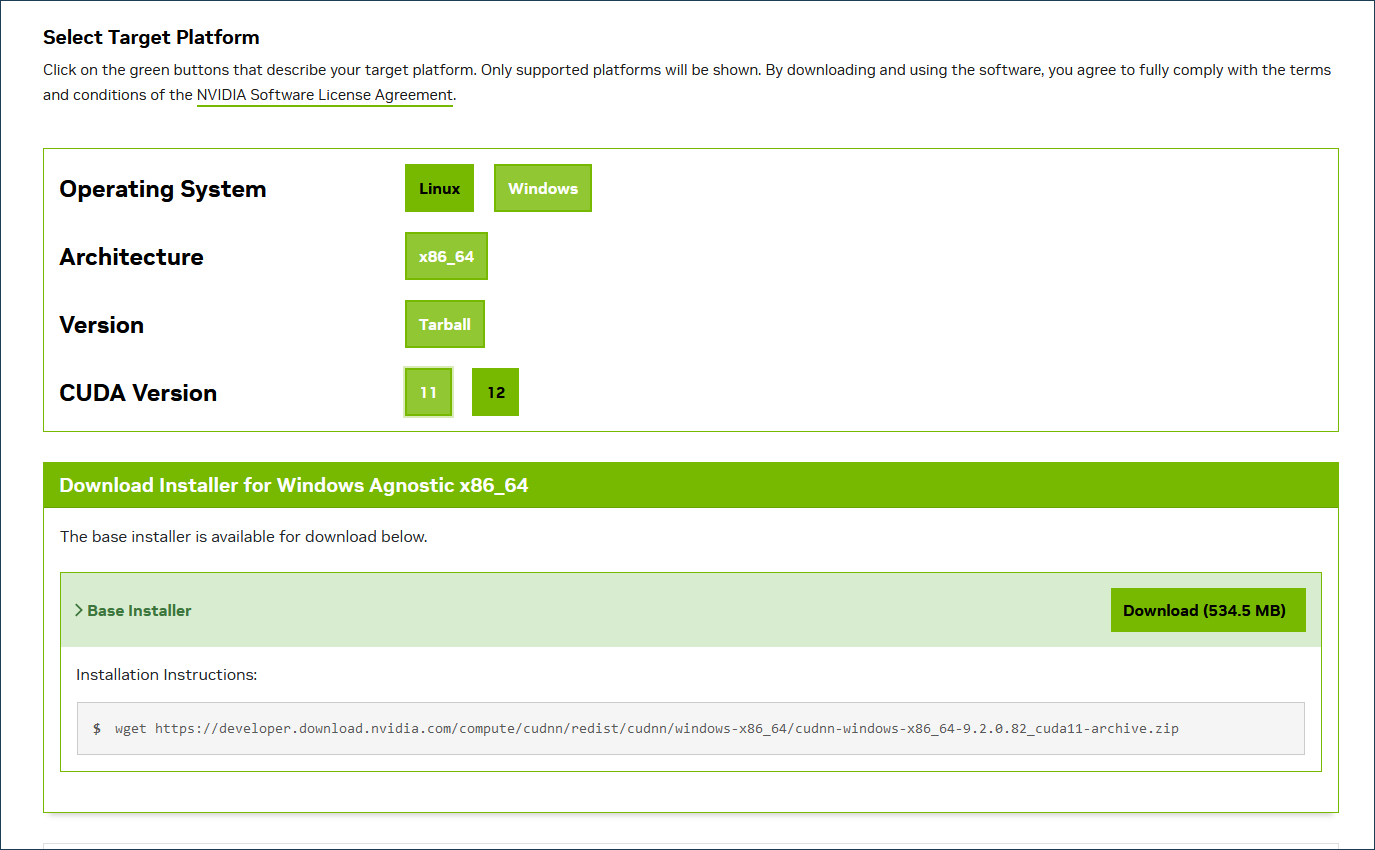 Select Target Platform
Click on the green buttons that describe your target platform. Only supported platforms will be shown. By downloading and using the software, you agree to fully comply with the terms
and conditions of the NVIDIA Software License Agreement.
Operating System Linux Windows
Architecture x86_64
Version Tarball
CUDA Version 11 12
Download Installer for Windows Agnostic x86_64
The base installer is available for download below.
Base Installer Download (534.5 MB)
Installation Instructions:
$ wget https://developer.download.nvidia.com/compute/cudnn/redist/cudnn/windows-x86_64/cudnn-windows-x86_64-9.2.0.82_cuda11-archive.zip